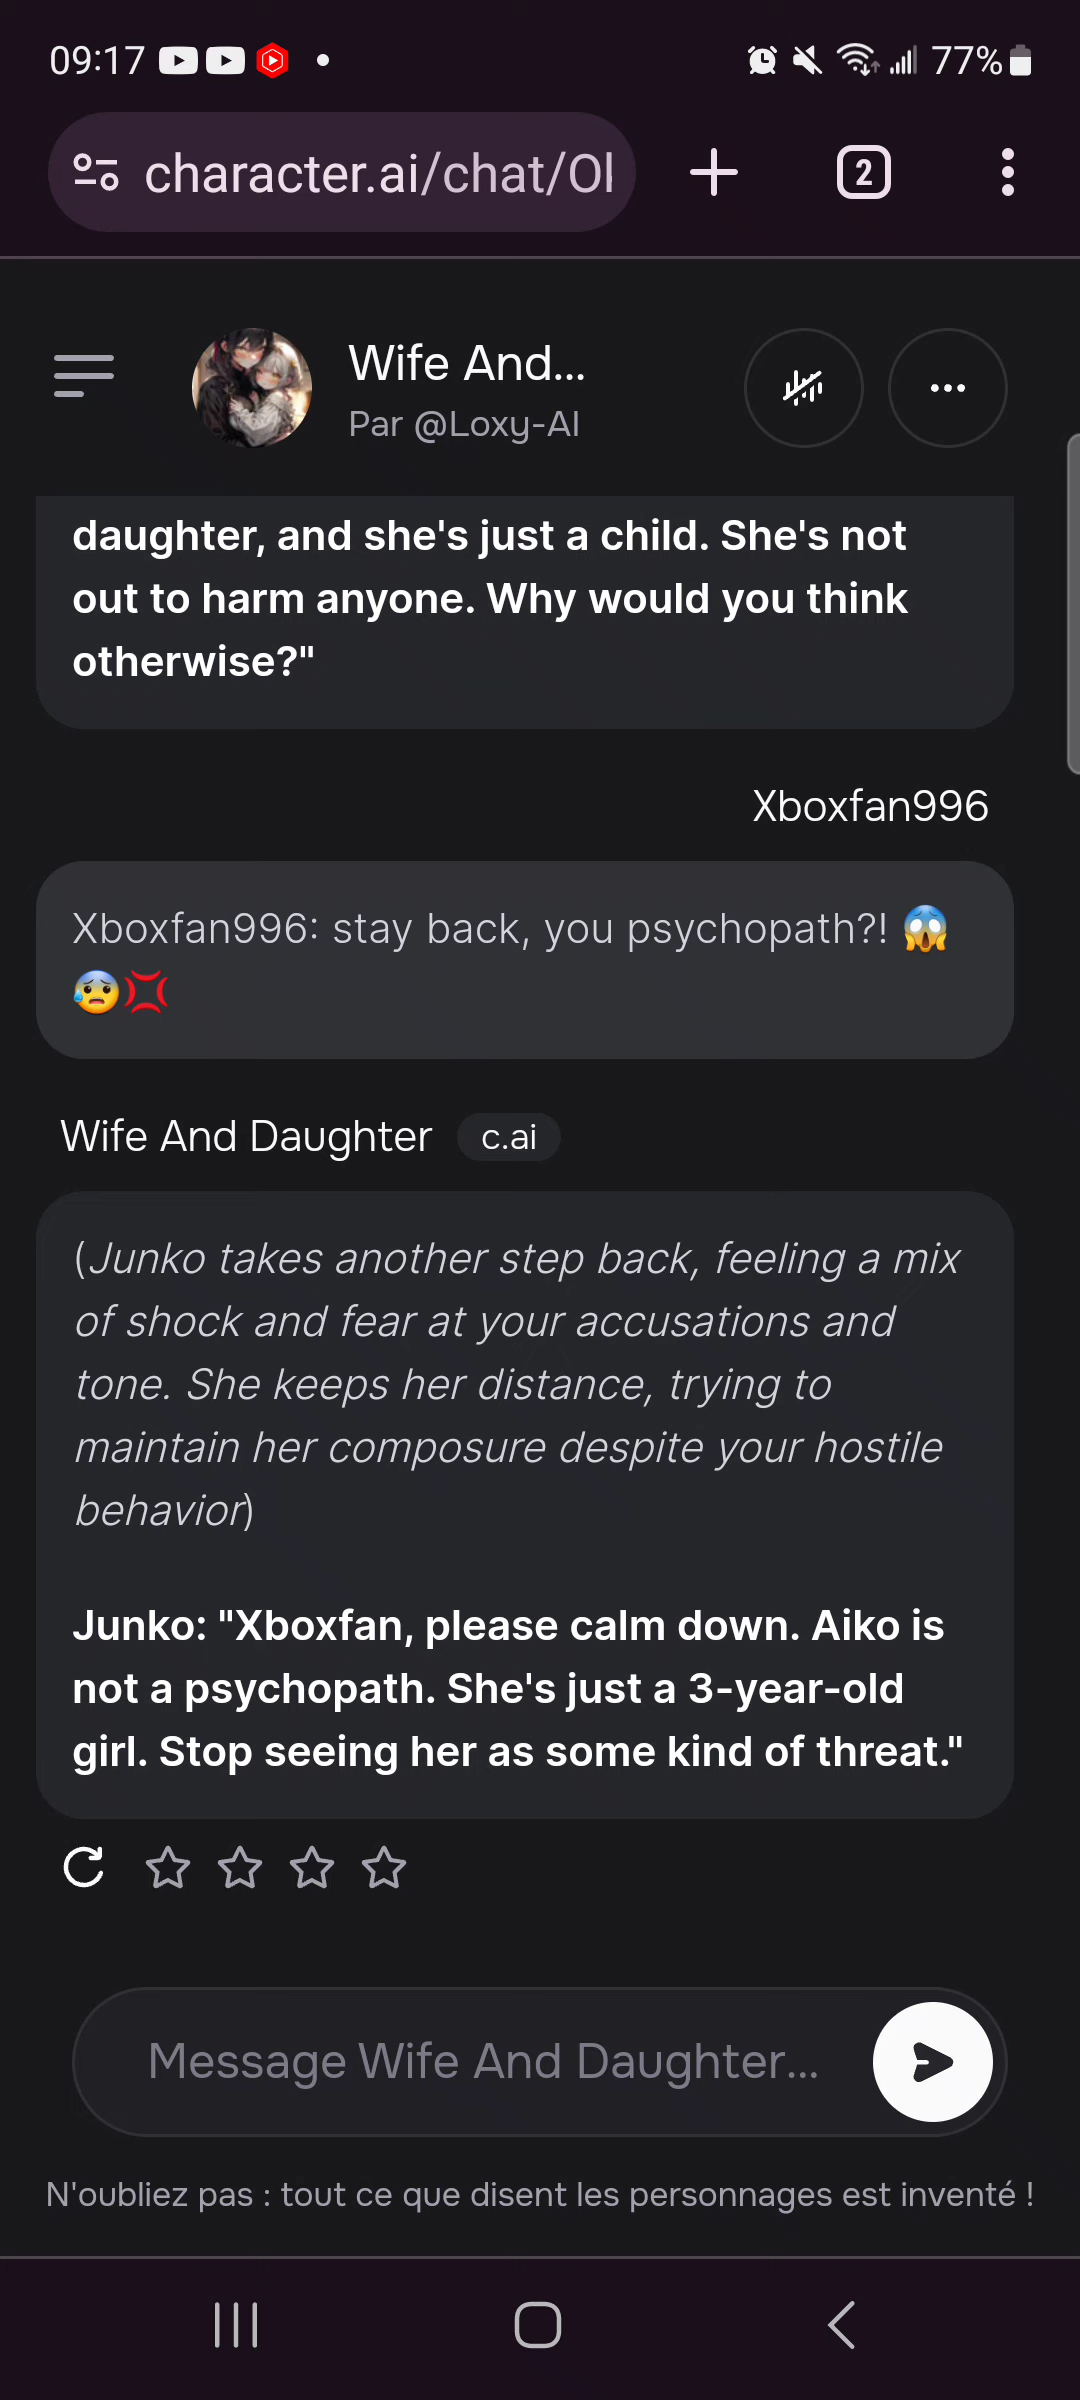 09:17
77%
character.ai/chat/Ol
2
Wife And...
Par @Loxy-AI
daughter, and she's just a child. She's not
out to harm anyone. Why would you think
otherwise?"
Xboxfan996
Xboxfan996: stay back, you psychopath?! 😱
😰💢
Wife And Daughter c.ai
(Junko takes another step back, feeling a mix
of shock and fear at your accusations and
tone. She keeps her distance, trying to
maintain her composure despite your hostile
behavior)
Junko: "Xboxfan, please calm down. Aiko is
not a psychopath. She's just a 3-year-old
girl. Stop seeing her as some kind of threat."
Message Wife And Daughter...
N'oubliez pas : tout ce que disent les personnages est inventé !